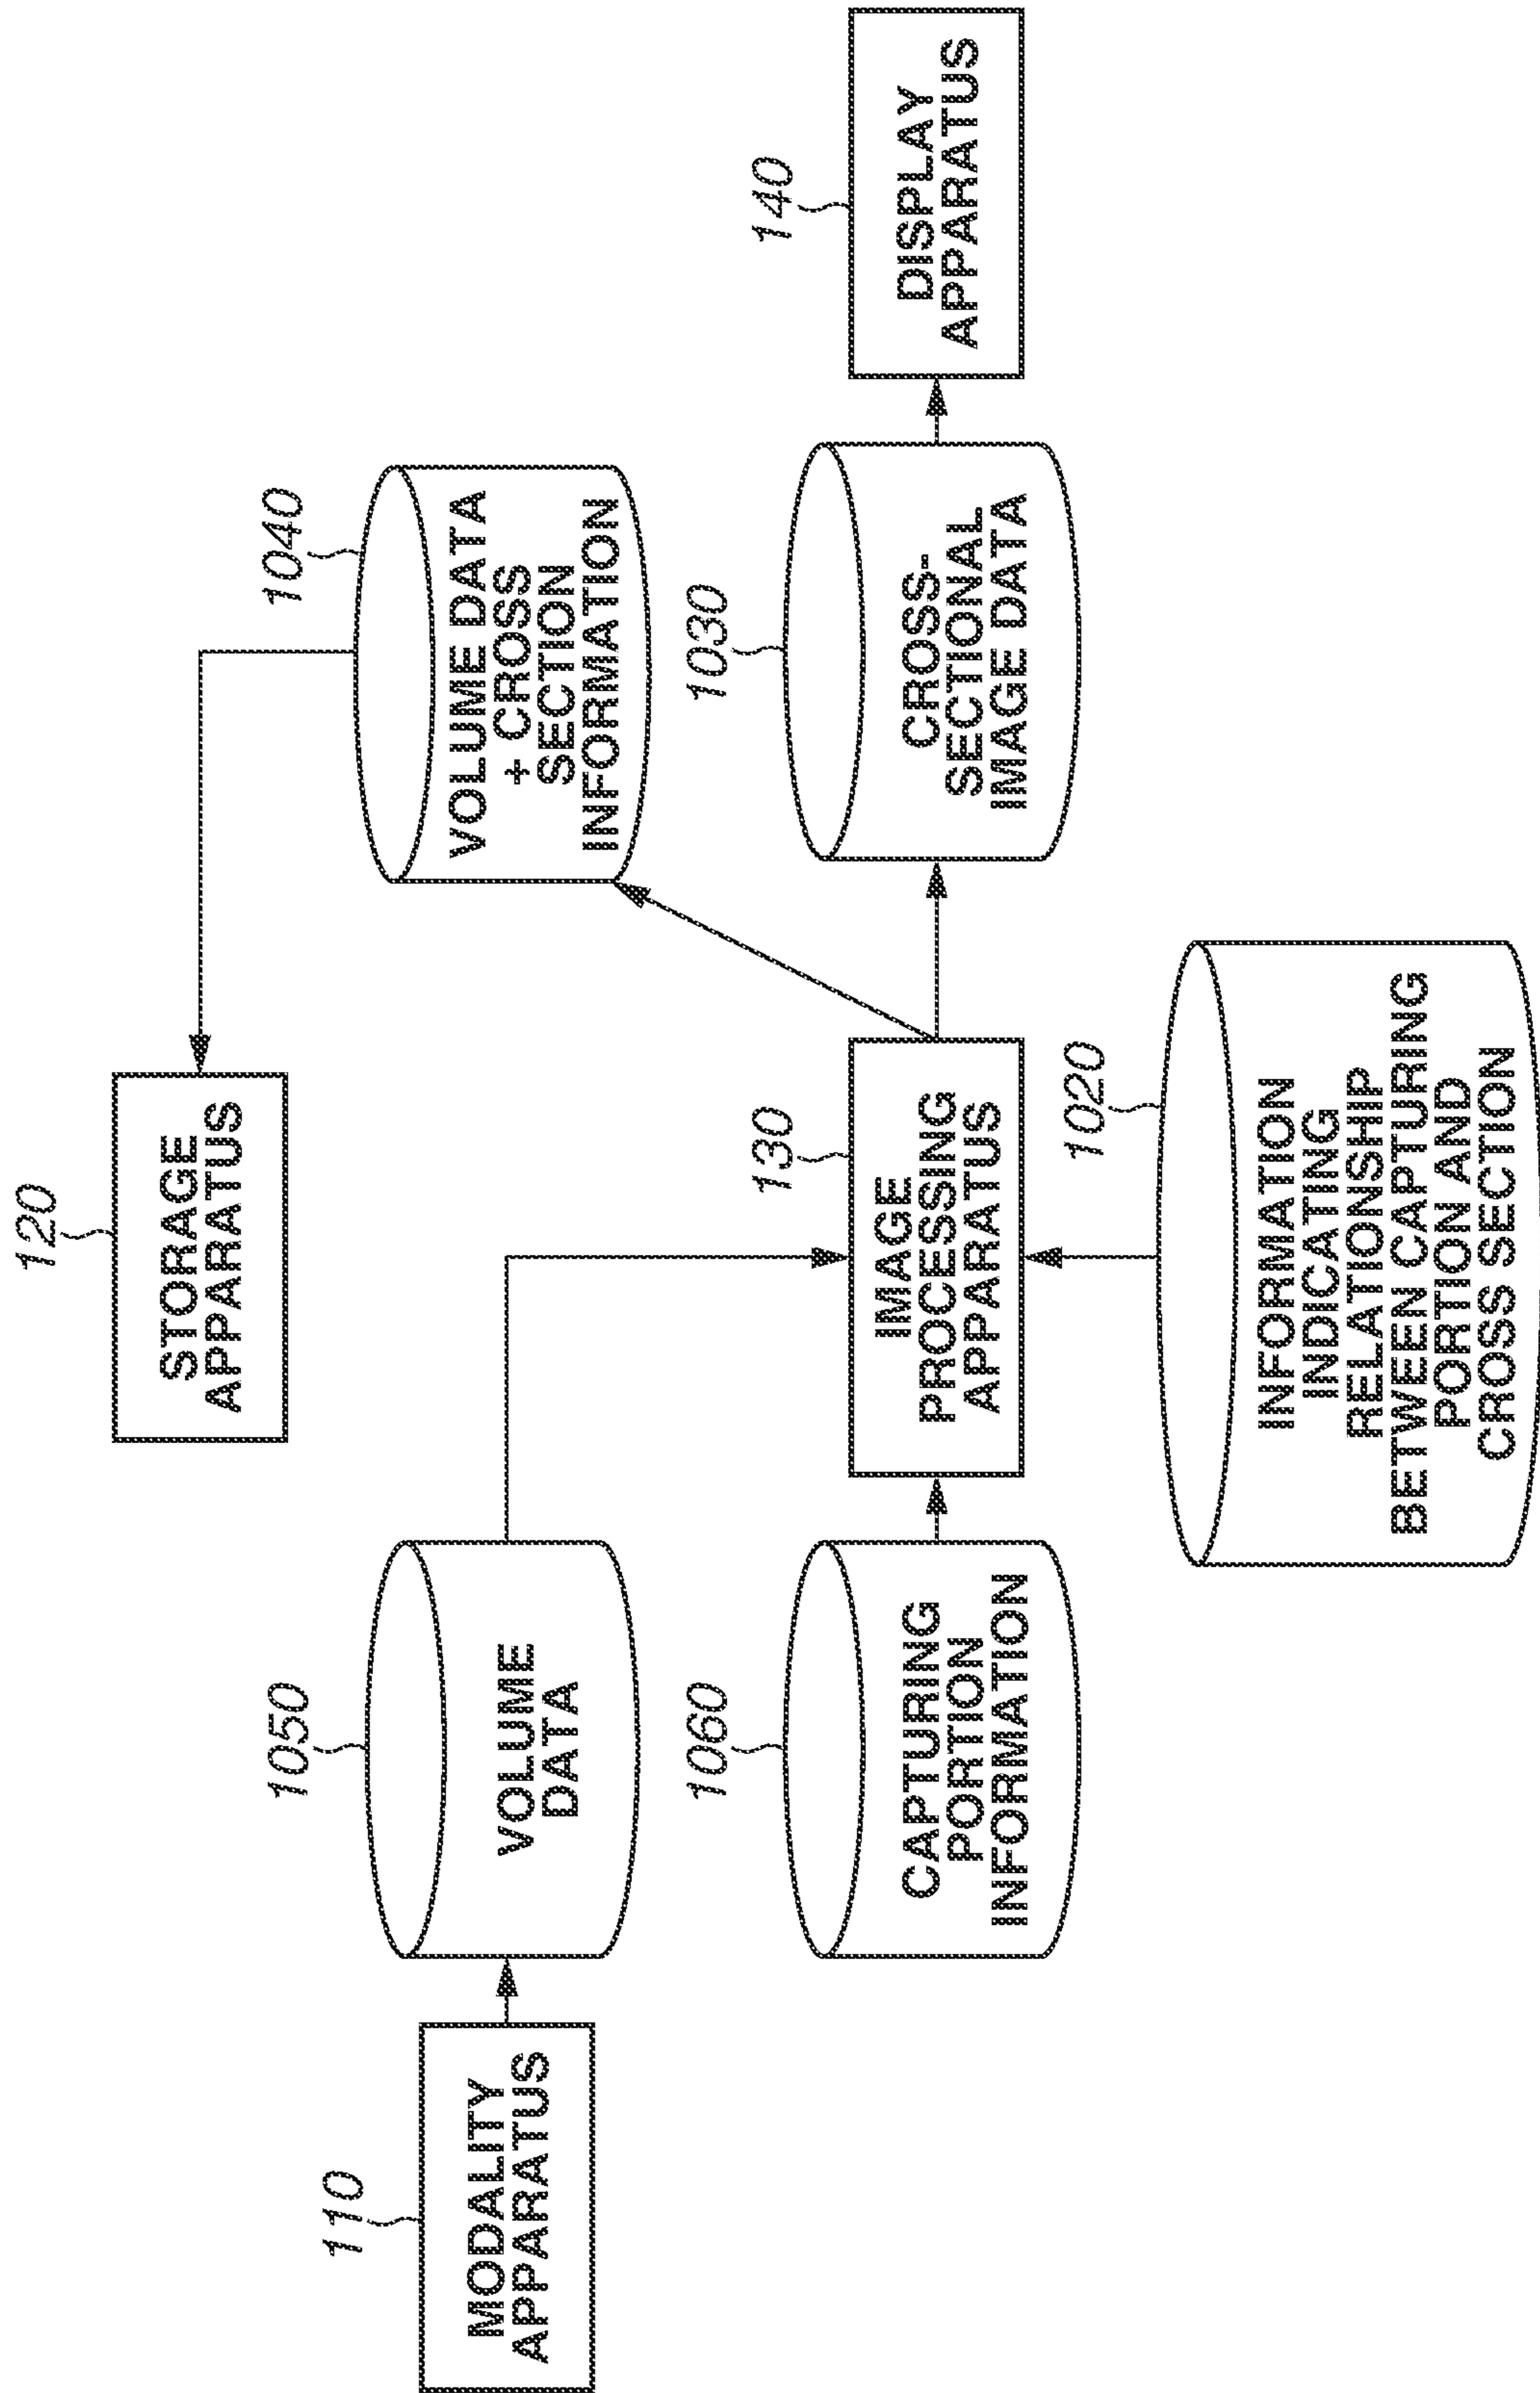 120
STORAGE
APPARATUS
1040
VOLUME DATA
+ CROSS
SECTION
INFORMATION
1050
VOLUME
DATA
110
MODALITY
APPARATUS
1060
CAPTURING
PORTION
INFORMATION
130
IMAGE
PROCESSING
APPARATUS
1030
CROSS-
SECTIONAL
IMAGE DATA
140
DISPLAY
APPARATUS
1020
INFORMATION
INDICATING
RELATIONSHIP
BETWEEN CAPTURING
PORTION AND
CROSS SECTION